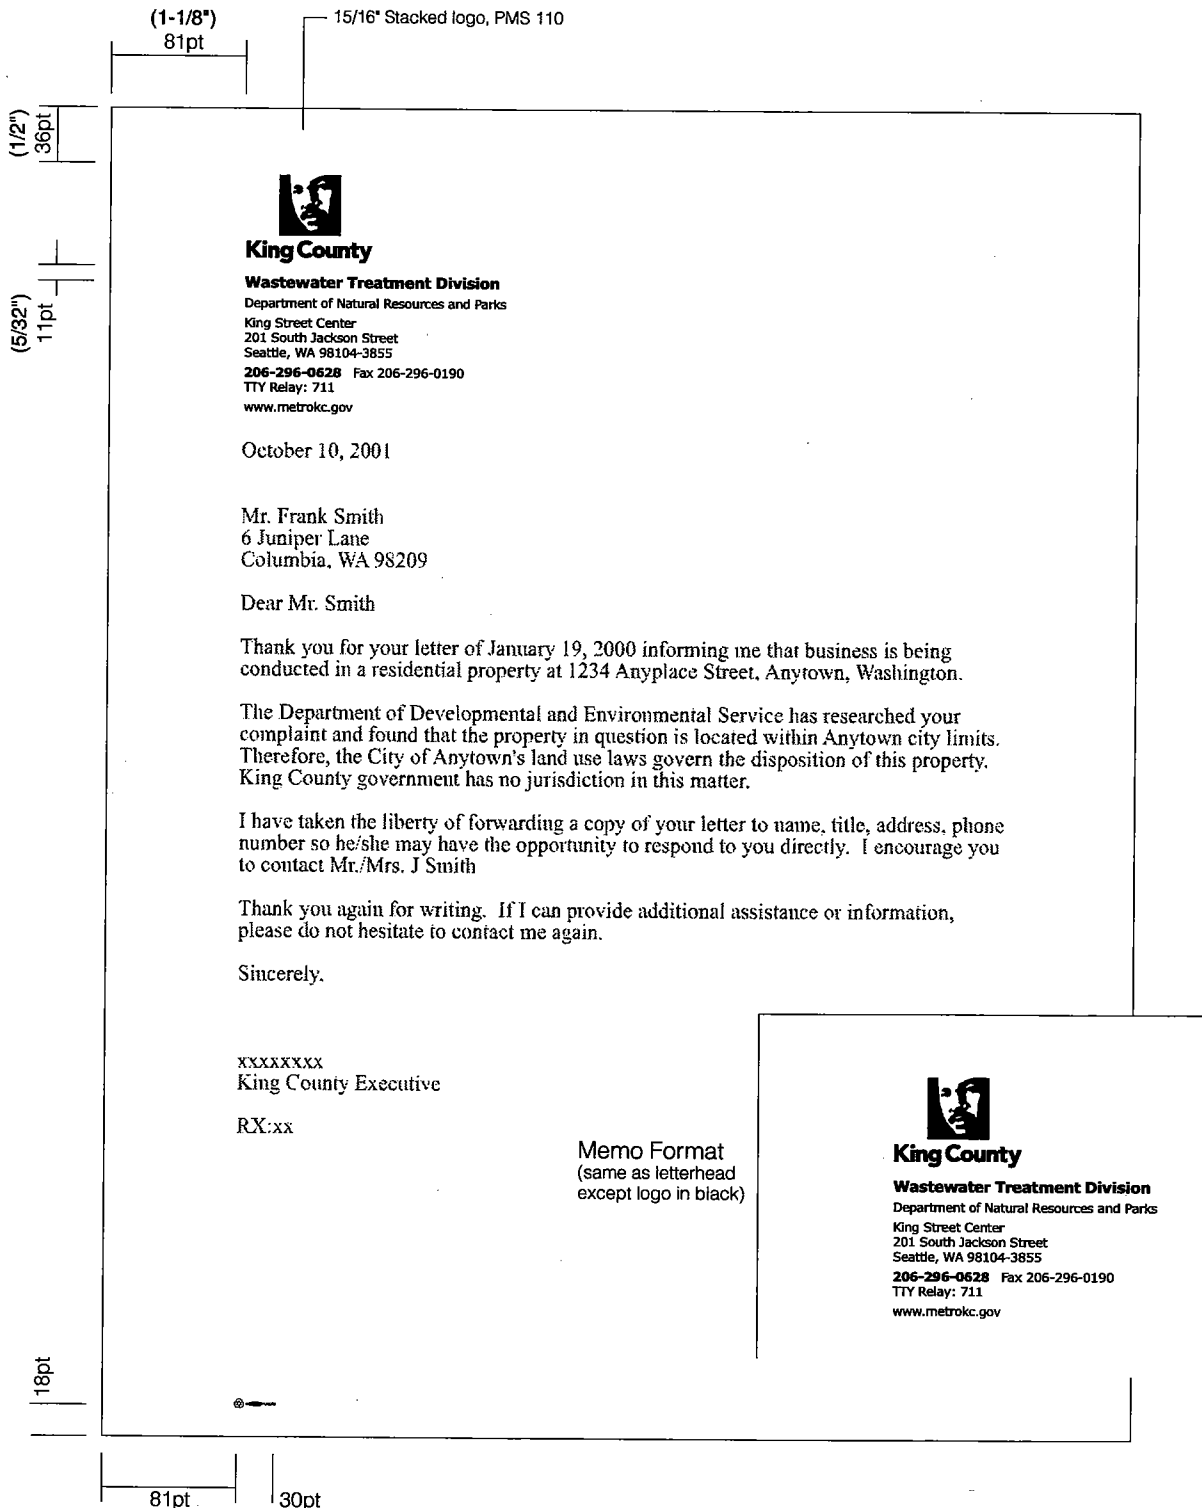 (1-1/8")
81pt
15/16" Stacked logo, PMS 110
(1/2")
36pt
(5/32")
11pt
King County
Wastewater Treatment Division
Department of Natural Resources and Parks
King Street Center
201 South Jackson Street
Seattle, WA 98104-3855
206-296-0628 Fax 206-296-0190
TTY Relay: 711
www.metrokc.gov
October 10, 2001
Mr. Frank Smith
6 Juniper Lane
Columbia, WA 98209
Dear Mr. Smith
Thank you for your letter of January 19, 2000 informing me that business is being
conducted in a residential property at 1234 Anyplace Street, Anytown, Washington.
The Department of Developmental and Environmental Service has researched your
complaint and found that the property in question is located within Anytown city limits.
Therefore, the City of Anytown's land use laws govern the disposition of this property.
King County government has no jurisdiction in this matter.
I have taken the liberty of forwarding a copy of your letter to name, title, address, phone
number so he/she may have the opportunity to respond to you directly. I encourage you
to contact Mr./Mrs. J Smith
Thank you again for writing. If I can provide additional assistance or information,
please do not hesitate to contact me again.
Sincerely,
xxxxxxxx
King County Executive
RX:xx
Memo Format
(same as letterhead
except logo in black)
King County
Wastewater Treatment Division
Department of Natural Resources and Parks
King Street Center
201 South Jackson Street
Seattle, WA 98104-3855
206-296-0628 Fax 206-296-0190
TTY Relay: 711
www.metrokc.gov
18pt
81pt
30pt